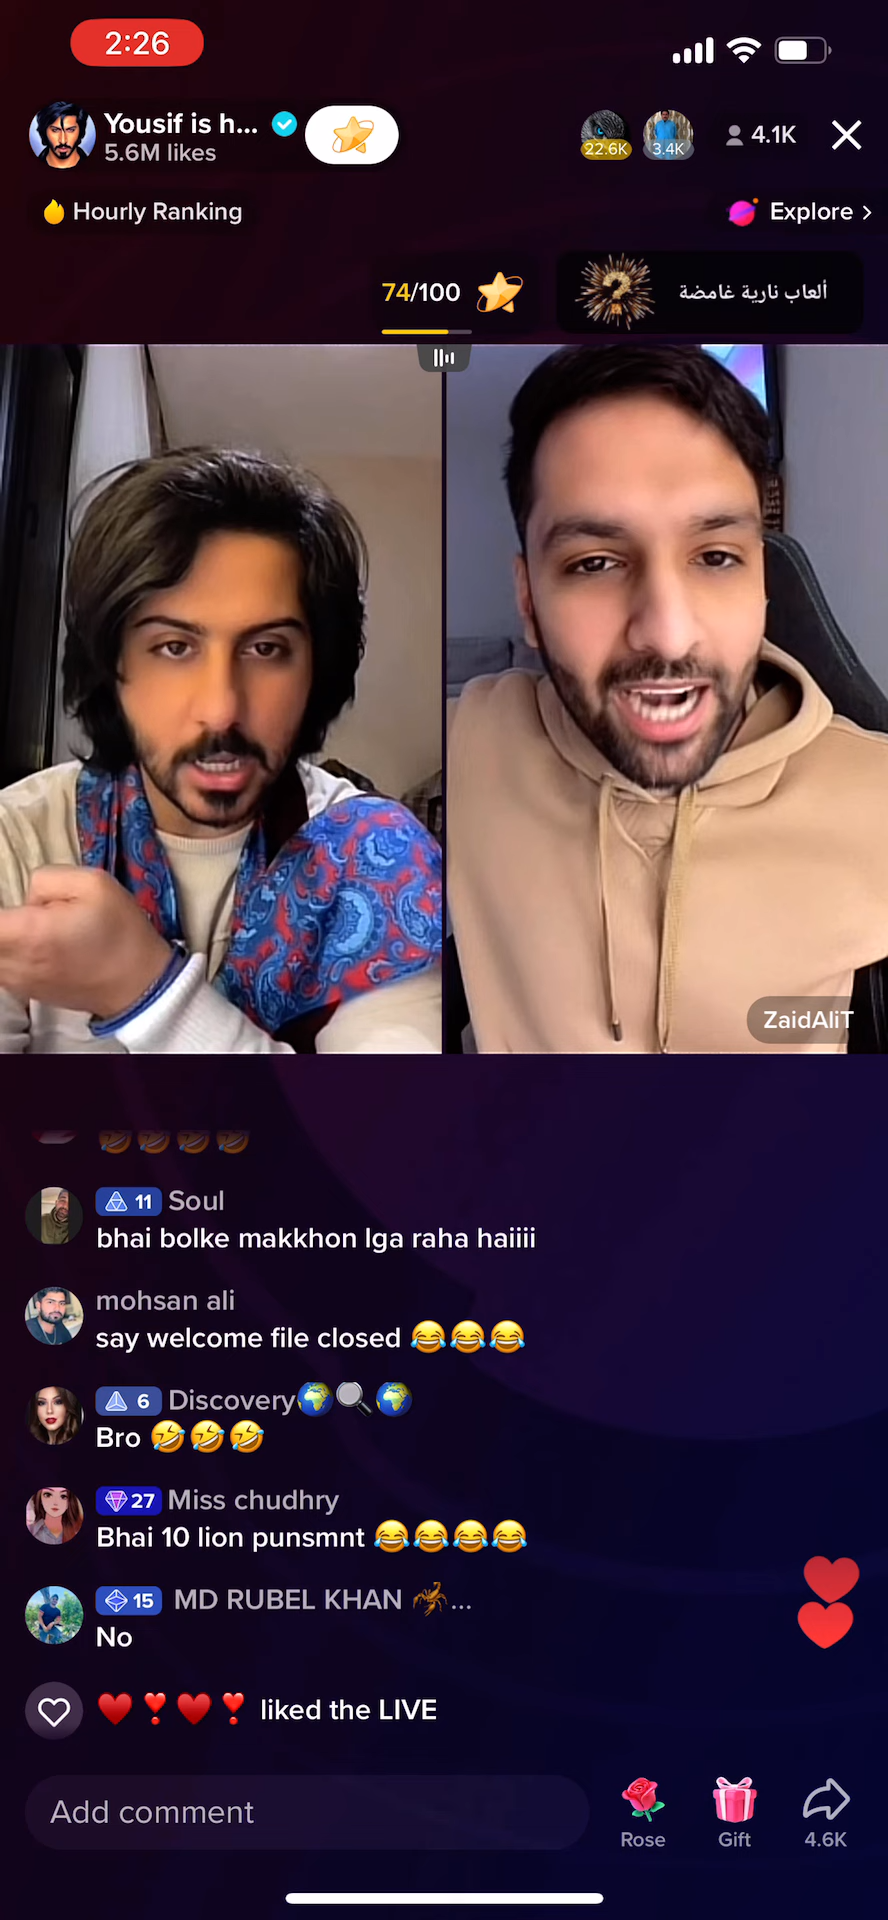 2:26
Yousif is h...
5.6M likes
22.6K
3.4K
4.1K
Hourly Ranking
Explore >
74/100
ألعاب نارية غامضة
ZaidAliT
11 Soul
bhai bolke makkhon lga raha haiiii
mohsan ali
say welcome file closed 😂😂😂
6 Discovery🌍🔍🌍
Bro 🤣🤣🤣
27 Miss chudhry
Bhai 10 lion punsmnt 😂😂😂😂
15 MD RUBEL KHAN 🦂...
No
♥️❣️♥️❣️ liked the LIVE
Add comment
Rose
Gift
4.6K